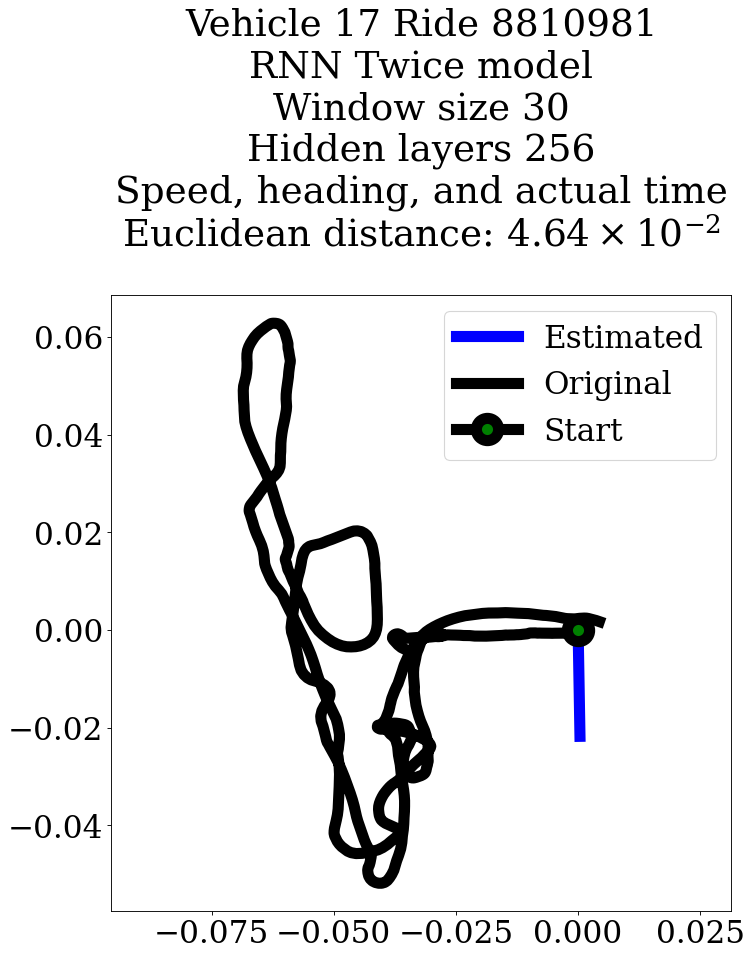 Vehicle 17 Ride 8810981
RNN Twice model
Window size 30
Hidden layers 256
Speed, heading, and actual time
Euclidean distance: 4.64 × 10⁻²
Estimated
Original
Start
0.06
0.04
0.02
0.00
−0.02
−0.04
−0.075 −0.050 −0.025 0.000 0.025